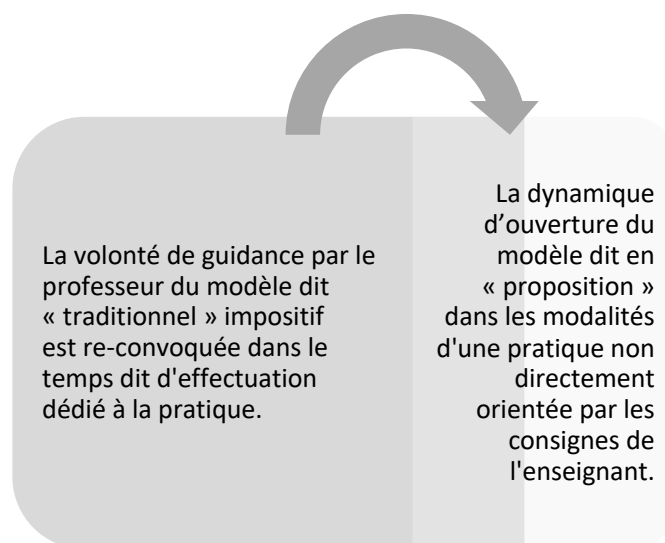 La volonté de guidance par le
professeur du modèle dit
« traditionnel » impositif
est re-convoquée dans le
temps dit d'effectuation
dédié à la pratique.
La dynamique
d’ouverture du
modèle dit en
« proposition »
dans les modalités
d'une pratique non
directement
orientée par les
consignes de
l'enseignant.